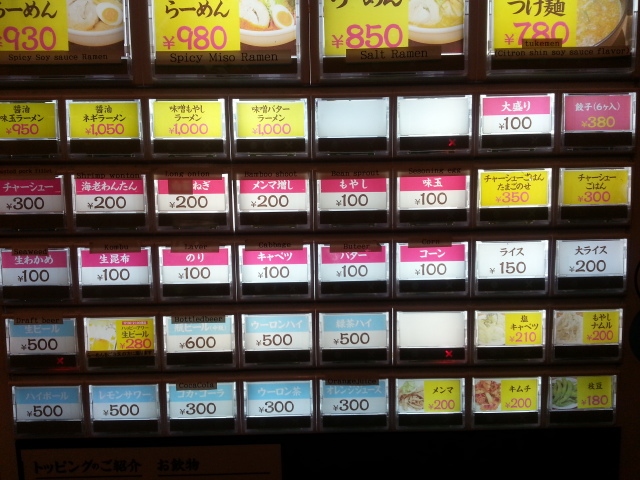 らーめん
¥930
Spicy Soy sauce Ramen
らーめん
¥980
Spicy Miso Ramen
¥850
Salt Ramen
つけ麺
¥780
tukemen
醤油
味玉ラーメン
¥950
醤油
ネギラーメン
¥1,050
味噌もやし
ラーメン
¥1,000
味噌バター
ラーメン
¥1,000
大盛り
¥100
餃子(6ヶ入)
¥380
チャーシュー
¥300
海老わんたん
¥200
ねぎ
¥200
メンマ増し
¥200
もやし
¥100
味玉
¥100
チャーシューごはん
たまごのせ
¥350
チャーシュー
ごはん
¥300
生わかめ
¥100
生昆布
¥100
のり
¥100
キャベツ
¥100
バター
¥100
コーン
¥100
ライス
¥150
大ライス
¥200
生ビール
¥500
生ビール
¥280
¥600
ウーロンハイ
¥500
緑茶ハイ
¥500
塩
キャベツ
¥210
もやし
ナムル
¥200
ハイボール
¥500
レモンサワー
¥500
コカ・コーラ
¥300
ウーロン茶
¥300
オレンジジュース
¥300
メンマ
¥200
キムチ
¥200
枝豆
¥180
トッピングのご紹介 お飲物